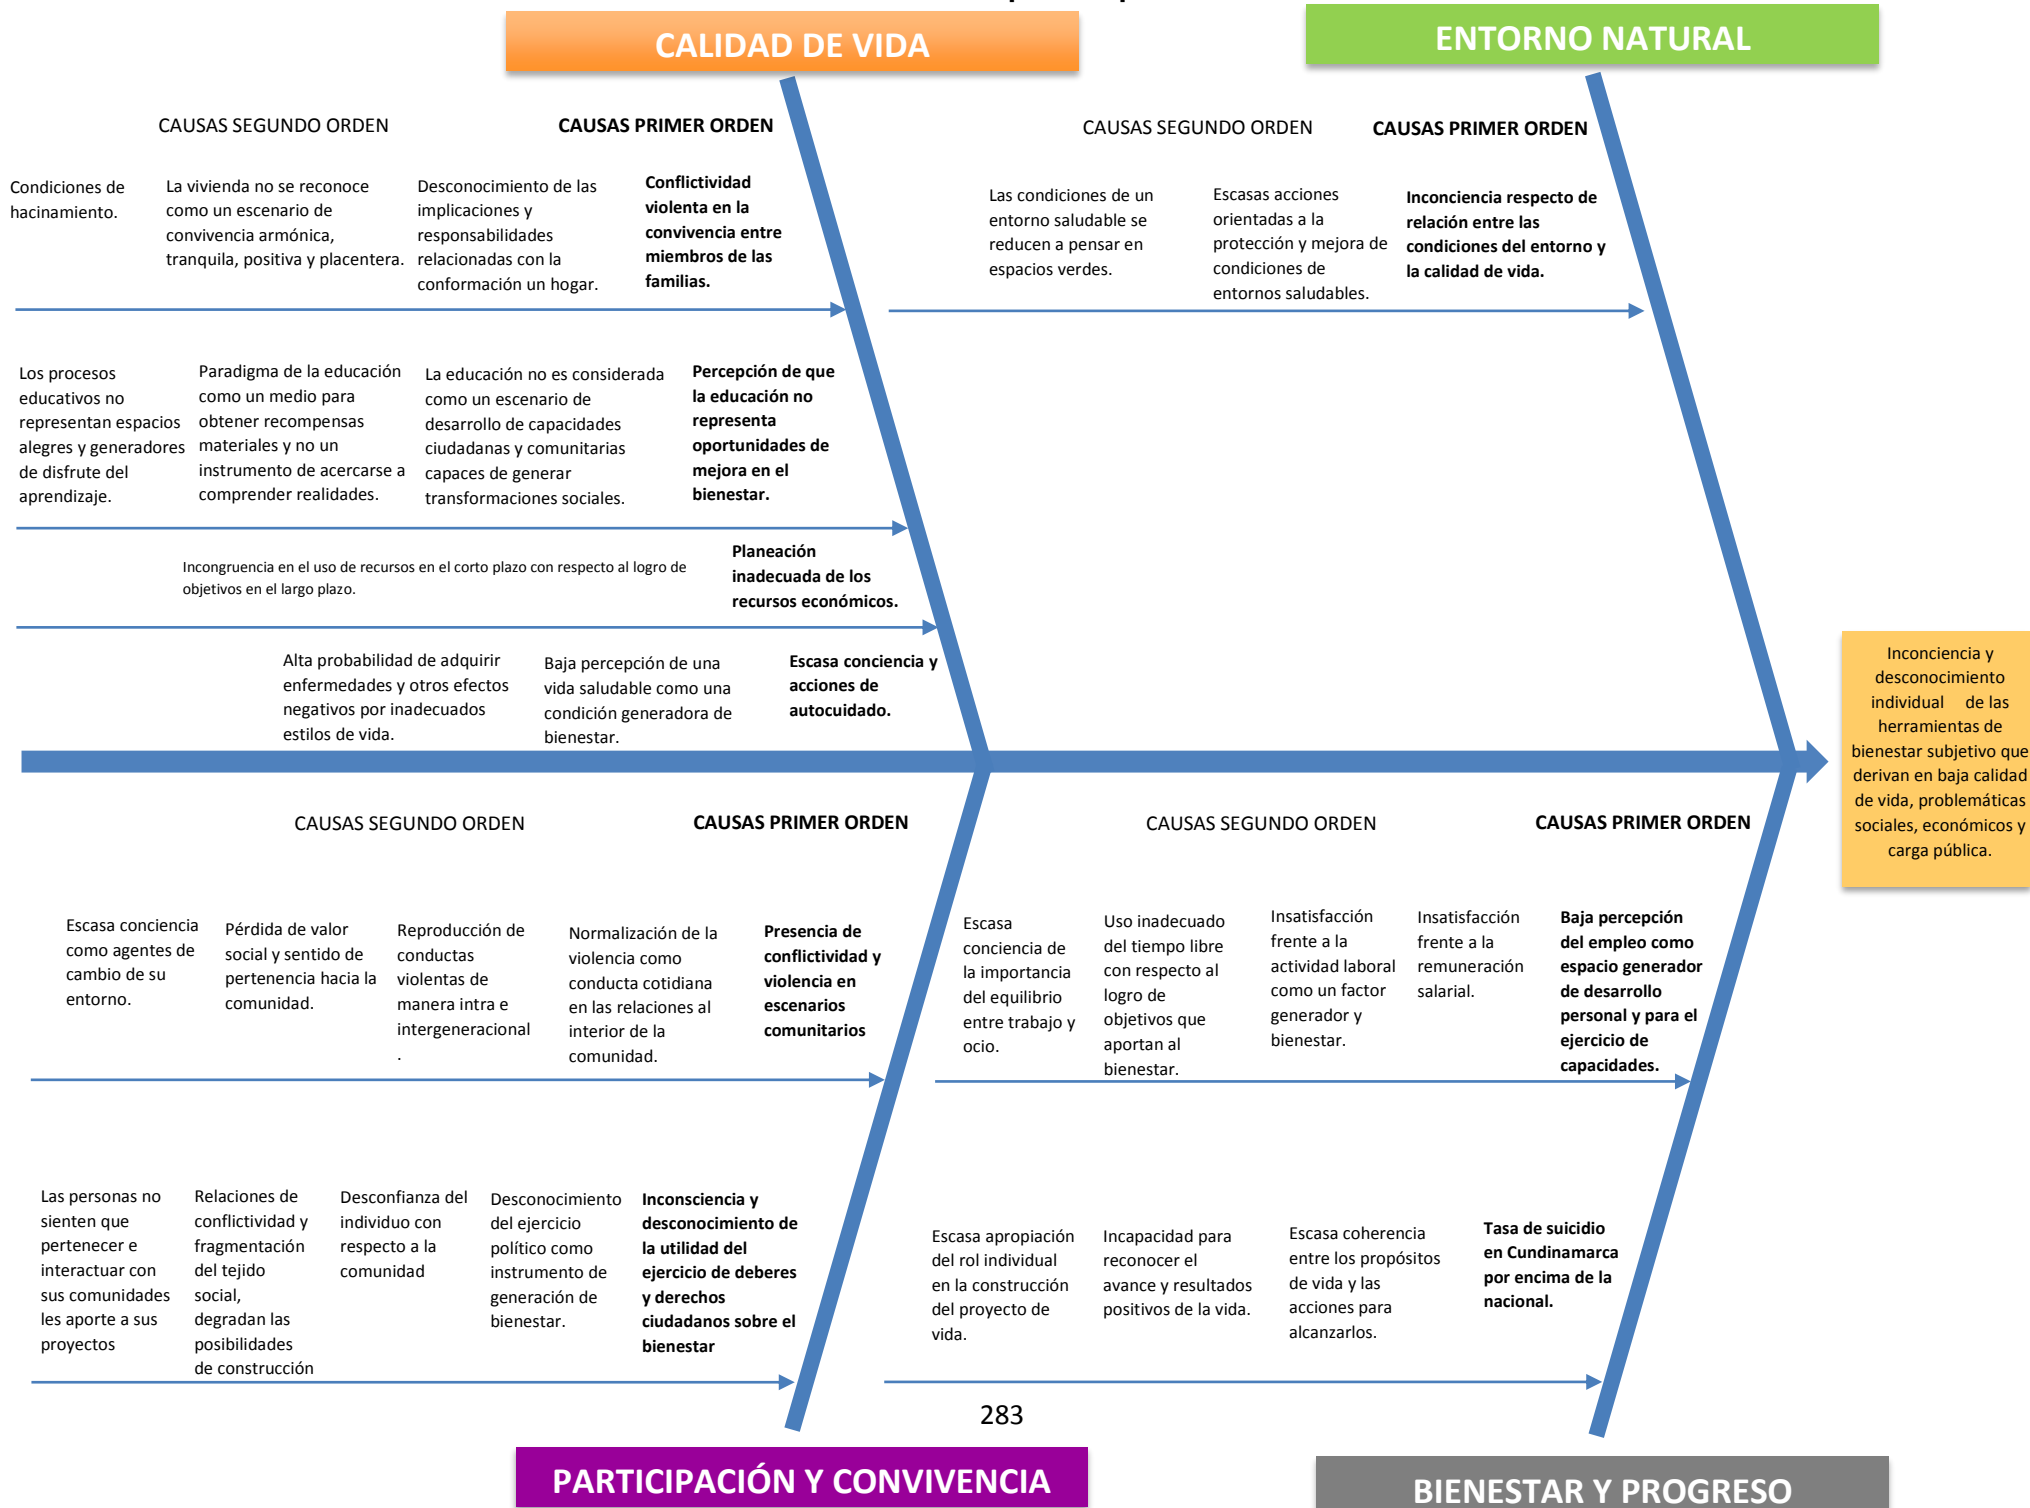 CALIDAD DE VIDA
ENTORNO NATURAL
CAUSAS SEGUNDO ORDEN
CAUSAS PRIMER ORDEN
Condiciones de
hacinamiento.
La vivienda no se reconoce
como un escenario de
convivencia armónica,
tranquila, positiva y placentera.
Desconocimiento de las
implicaciones y
responsabilidades
relacionadas con la
conformación un hogar.
Conflictividad
violenta en la
convivencia entre
miembros de las
familias.
CAUSAS SEGUNDO ORDEN
CAUSAS PRIMER ORDEN
Las condiciones de un
entorno saludable se
reducen a pensar en
espacios verdes.
Escasas acciones
orientadas a la
protección y mejora de
condiciones de
entornos saludables.
Inconciencia respecto de
relación entre las
condiciones del entorno y
la calidad de vida.
Los procesos
educativos no
representan espacios
alegres y generadores
de disfrute del
aprendizaje.
Paradigma de la educación
como un medio para
obtener recompensas
materiales y no un
instrumento de acercarse a
comprender realidades.
La educación no es considerada
como un escenario de
desarrollo de capacidades
ciudadanas y comunitarias
capaces de generar
transformaciones sociales.
Percepción de que
la educación no
representa
oportunidades de
mejora en el
bienestar.
Incongruencia en el uso de recursos en el corto plazo con respecto al logro de
objetivos en el largo plazo.
Planeación
inadecuada de los
recursos económicos.
Alta probabilidad de adquirir
enfermedades y otros efectos
negativos por inadecuados
estilos de vida.
Baja percepción de una
vida saludable como una
condición generadora de
bienestar.
Escasa conciencia y
acciones de
autocuidado.
Inconciencia y
desconocimiento
individual de las
herramientas de
bienestar subjetivo que
derivan en baja calidad
de vida, problemáticas
sociales, económicos y
carga pública.
CAUSAS SEGUNDO ORDEN
CAUSAS PRIMER ORDEN
Escasa conciencia
como agentes de
cambio de su
entorno.
Pérdida de valor
social y sentido de
pertenencia hacia la
comunidad.
Reproducción de
conductas
violentas de
manera intra e
intergeneracional
.
Normalización de la
violencia como
conducta cotidiana
en las relaciones al
interior de la
comunidad.
Presencia de
conflictividad y
violencia en
escenarios
comunitarios
CAUSAS SEGUNDO ORDEN
CAUSAS PRIMER ORDEN
Escasa
conciencia de
la importancia
del equilibrio
entre trabajo y
ocio.
Uso inadecuado
del tiempo libre
con respecto al
logro de
objetivos que
aportan al
bienestar.
Insatisfacción
frente a la
actividad laboral
como un factor
generador y
bienestar.
Insatisfacción
frente a la
remuneración
salarial.
Baja percepción
del empleo como
espacio generador
de desarrollo
personal y para el
ejercicio de
capacidades.
Las personas no
sienten que
pertenecer e
interactuar con
sus comunidades
les aporte a sus
proyectos
Relaciones de
conflictividad y
fragmentación
del tejido
social,
degradan las
posibilidades
de construcción
Desconfianza del
individuo con
respecto a la
comunidad
Desconocimiento
del ejercicio
político como
instrumento de
generación de
bienestar.
Inconsciencia y
desconocimiento de
la utilidad del
ejercicio de deberes
y derechos
ciudadanos sobre el
bienestar
Escasa apropiación
del rol individual
en la construcción
del proyecto de
vida.
Incapacidad para
reconocer el
avance y resultados
positivos de la vida.
Escasa coherencia
entre los propósitos
de vida y las
acciones para
alcanzarlos.
Tasa de suicidio
en Cundinamarca
por encima de la
nacional.
283
PARTICIPACIÓN Y CONVIVENCIA
BIENESTAR Y PROGRESO